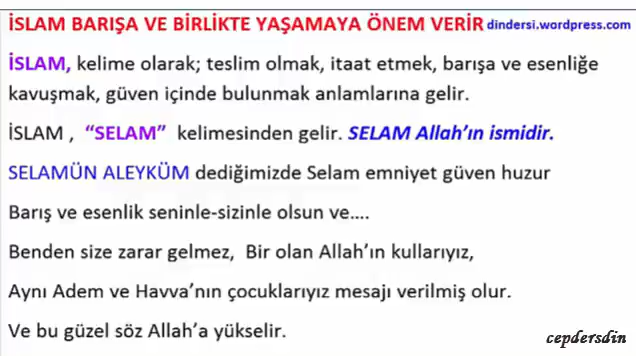 İSLAM BARIŞA VE BİRLİKTE YAŞAMAYA ÖNEM VERİR dindersi.wordpress.com
İSLAM, kelime olarak; teslim olmak, itaat etmek, barışa ve esenliğe
kavuşmak, güven içinde bulunmak anlamlarına gelir.
İSLAM , “SELAM” kelimesinden gelir. SELAM Allah’ın ismidir.
SELAMÜN ALEYKÜM dediğimizde Selam emniyet güven huzur
Barış ve esenlik seninle-sizinle olsun ve....
Benden size zarar gelmez, Bir olan Allah’ın kullarıyız,
Aynı Adem ve Havva’nın çocuklarıyız mesajı verilmiş olur.
Ve bu güzel söz Allah’a yükselir.
cepdersdin